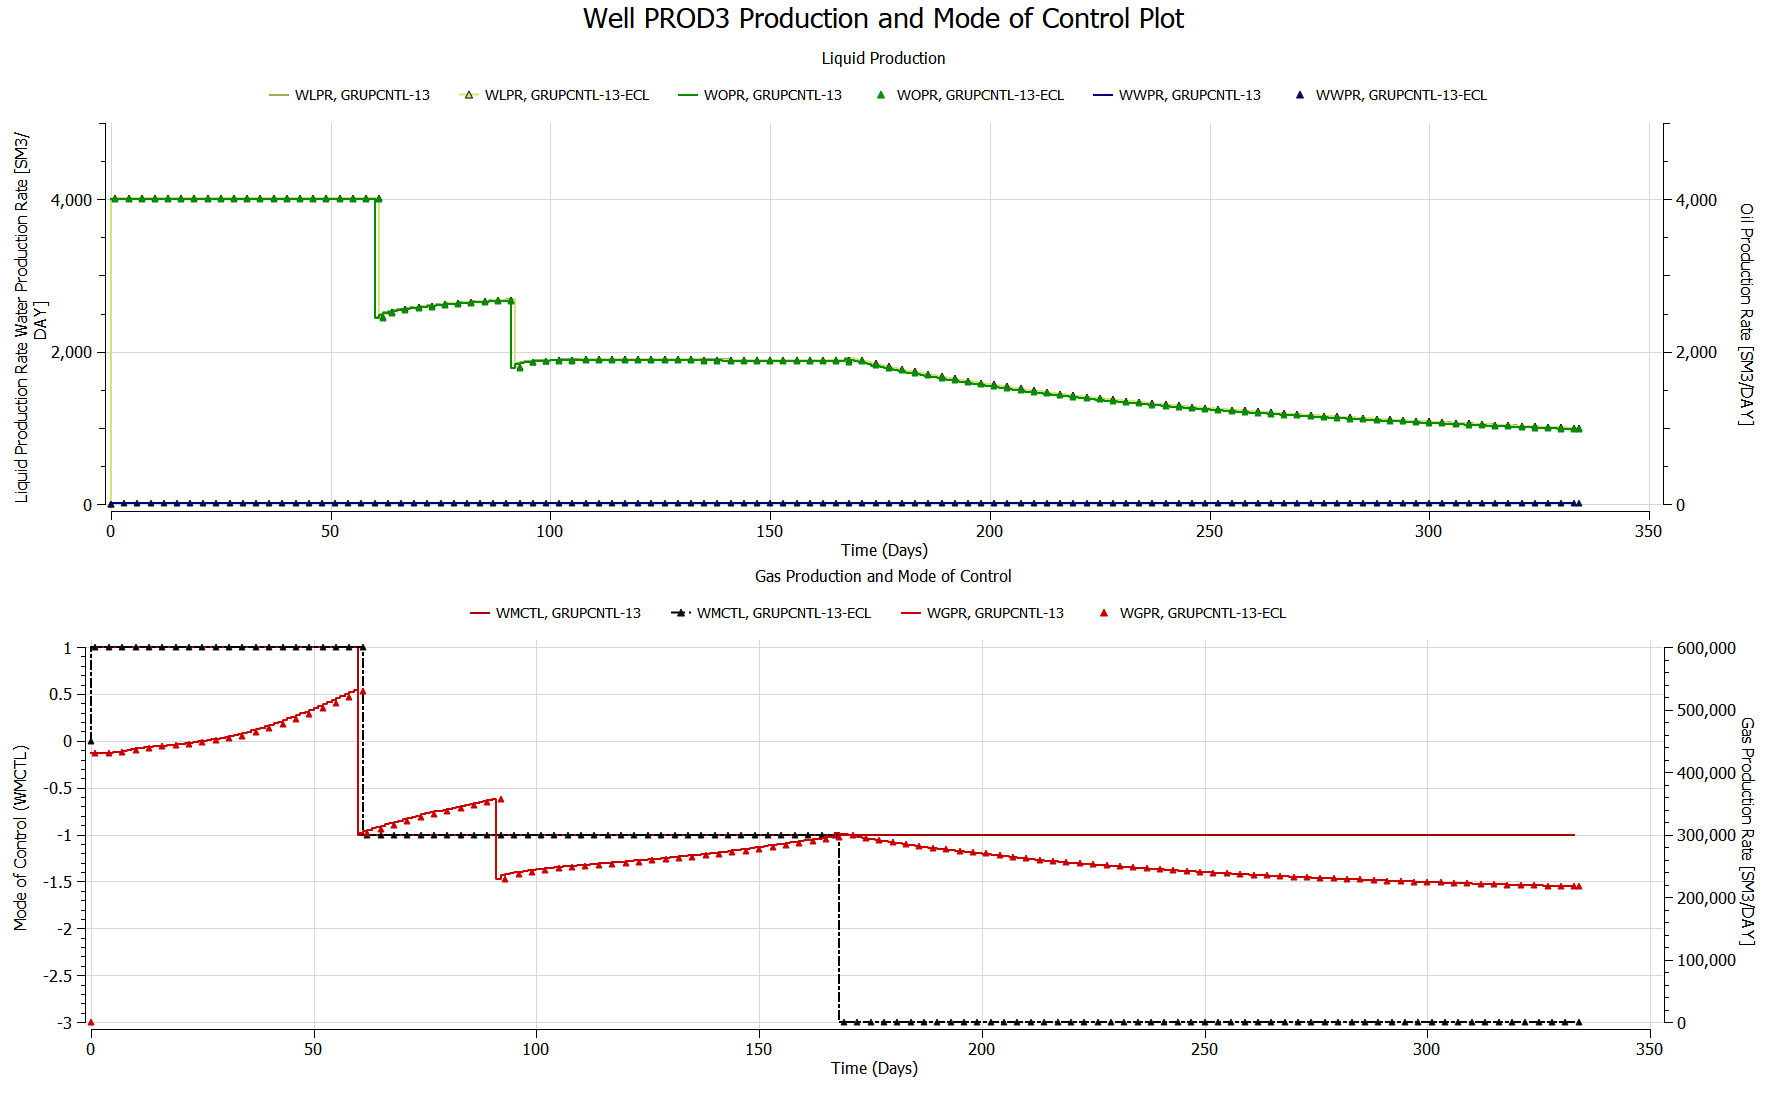 Well PROD3 Production and Mode of Control Plot
Liquid Production
WLPR, GRUPCNTL-13 WLPR, GRUPCNTL-13-ECL WOPR, GRUPCNTL-13 WOPR, GRUPCNTL-13-ECL WWPR, GRUPCNTL-13 WWPR, GRUPCNTL-13-ECL
Liquid Production Rate Water Production Rate [SM3/
DAY]
4,000
2,000
0
4,000
2,000
0
Oil Production Rate [SM3/DAY]
0 50 100 150 200 250 300 350
Time (Days)
Gas Production and Mode of Control
WMCTL, GRUPCNTL-13 WMCTL, GRUPCNTL-13-ECL WGPR, GRUPCNTL-13 WGPR, GRUPCNTL-13-ECL
Mode of Control (WMCTL)
1
0.5
0
-0.5
-1
-1.5
-2
-2.5
-3
600,000
500,000
400,000
300,000
200,000
100,000
0
Gas Production Rate [SM3/DAY]
0 50 100 150 200 250 300 350
Time (Days)